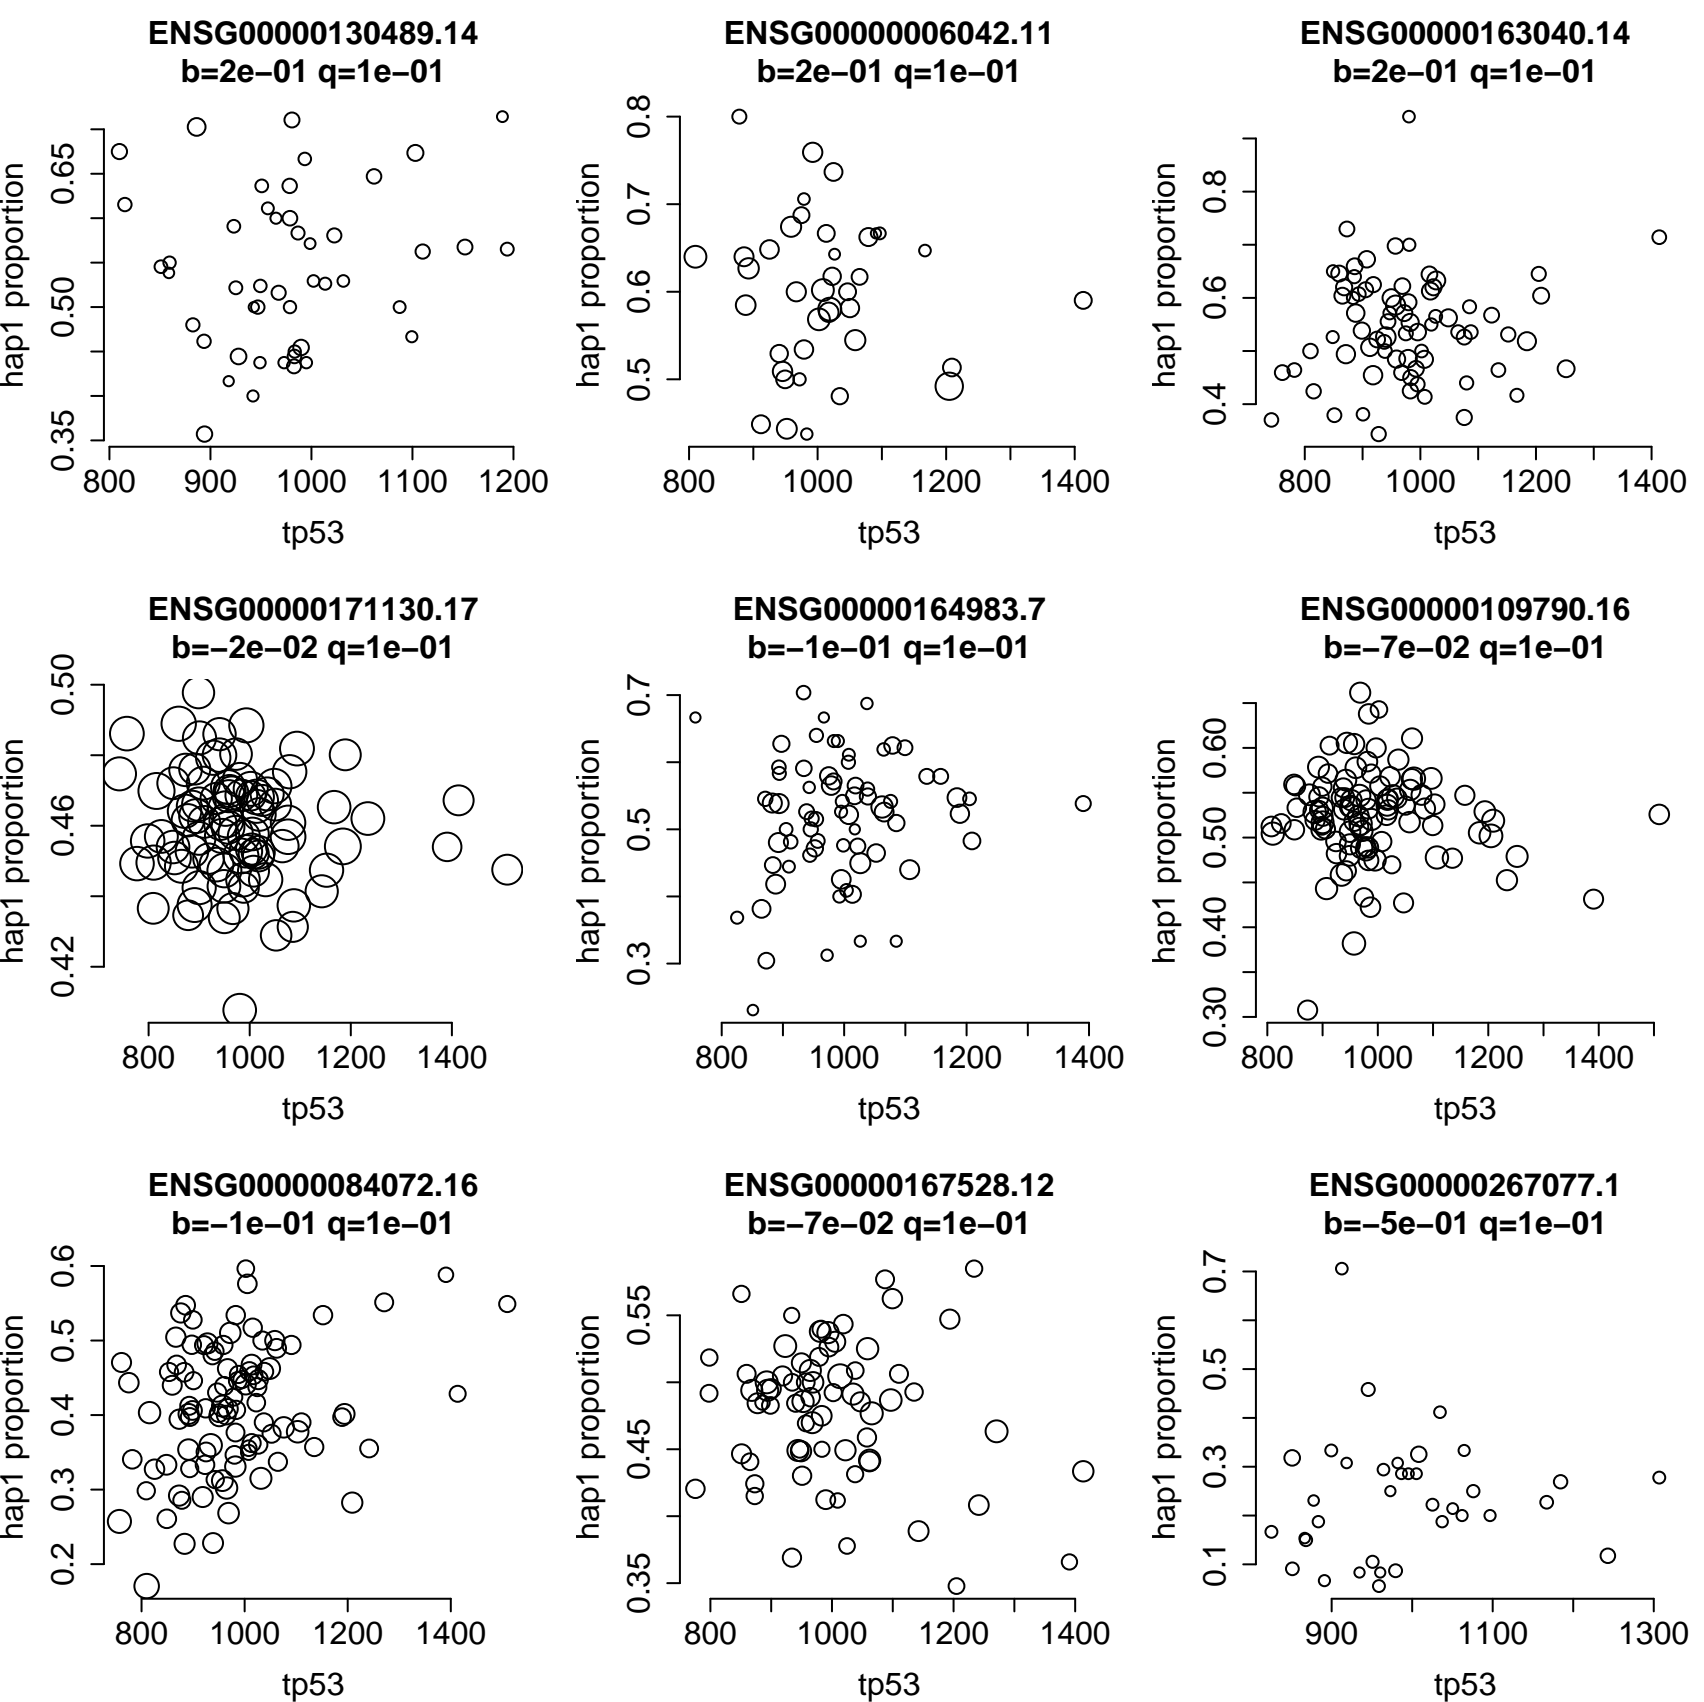 ENSG00000130489.14
b=2e−01 q=1e−01
hap1 proportion
0.35 0.50 0.65
800 900 1000 1100 1200
tp53
ENSG00000006042.11
b=2e−01 q=1e−01
hap1 proportion
0.5 0.6 0.7 0.8
800 1000 1200 1400
tp53
ENSG00000163040.14
b=2e−01 q=1e−01
hap1 proportion
0.4 0.6 0.8
800 1000 1200 1400
tp53
ENSG00000171130.17
b=−2e−02 q=1e−01
hap1 proportion
0.42 0.46 0.50
800 1000 1200 1400
tp53
ENSG00000164983.7
b=−1e−01 q=1e−01
hap1 proportion
0.3 0.5 0.7
800 1000 1200 1400
tp53
ENSG00000109790.16
b=−7e−02 q=1e−01
hap1 proportion
0.30 0.40 0.50 0.60
800 1000 1200 1400
tp53
ENSG00000084072.16
b=−1e−01 q=1e−01
hap1 proportion
0.2 0.3 0.4 0.5 0.6
800 1000 1200 1400
tp53
ENSG00000167528.12
b=−7e−02 q=1e−01
hap1 proportion
0.35 0.45 0.55
800 1000 1200 1400
tp53
ENSG00000267077.1
b=−5e−01 q=1e−01
hap1 proportion
0.1 0.3 0.5 0.7
900 1100 1300
tp53